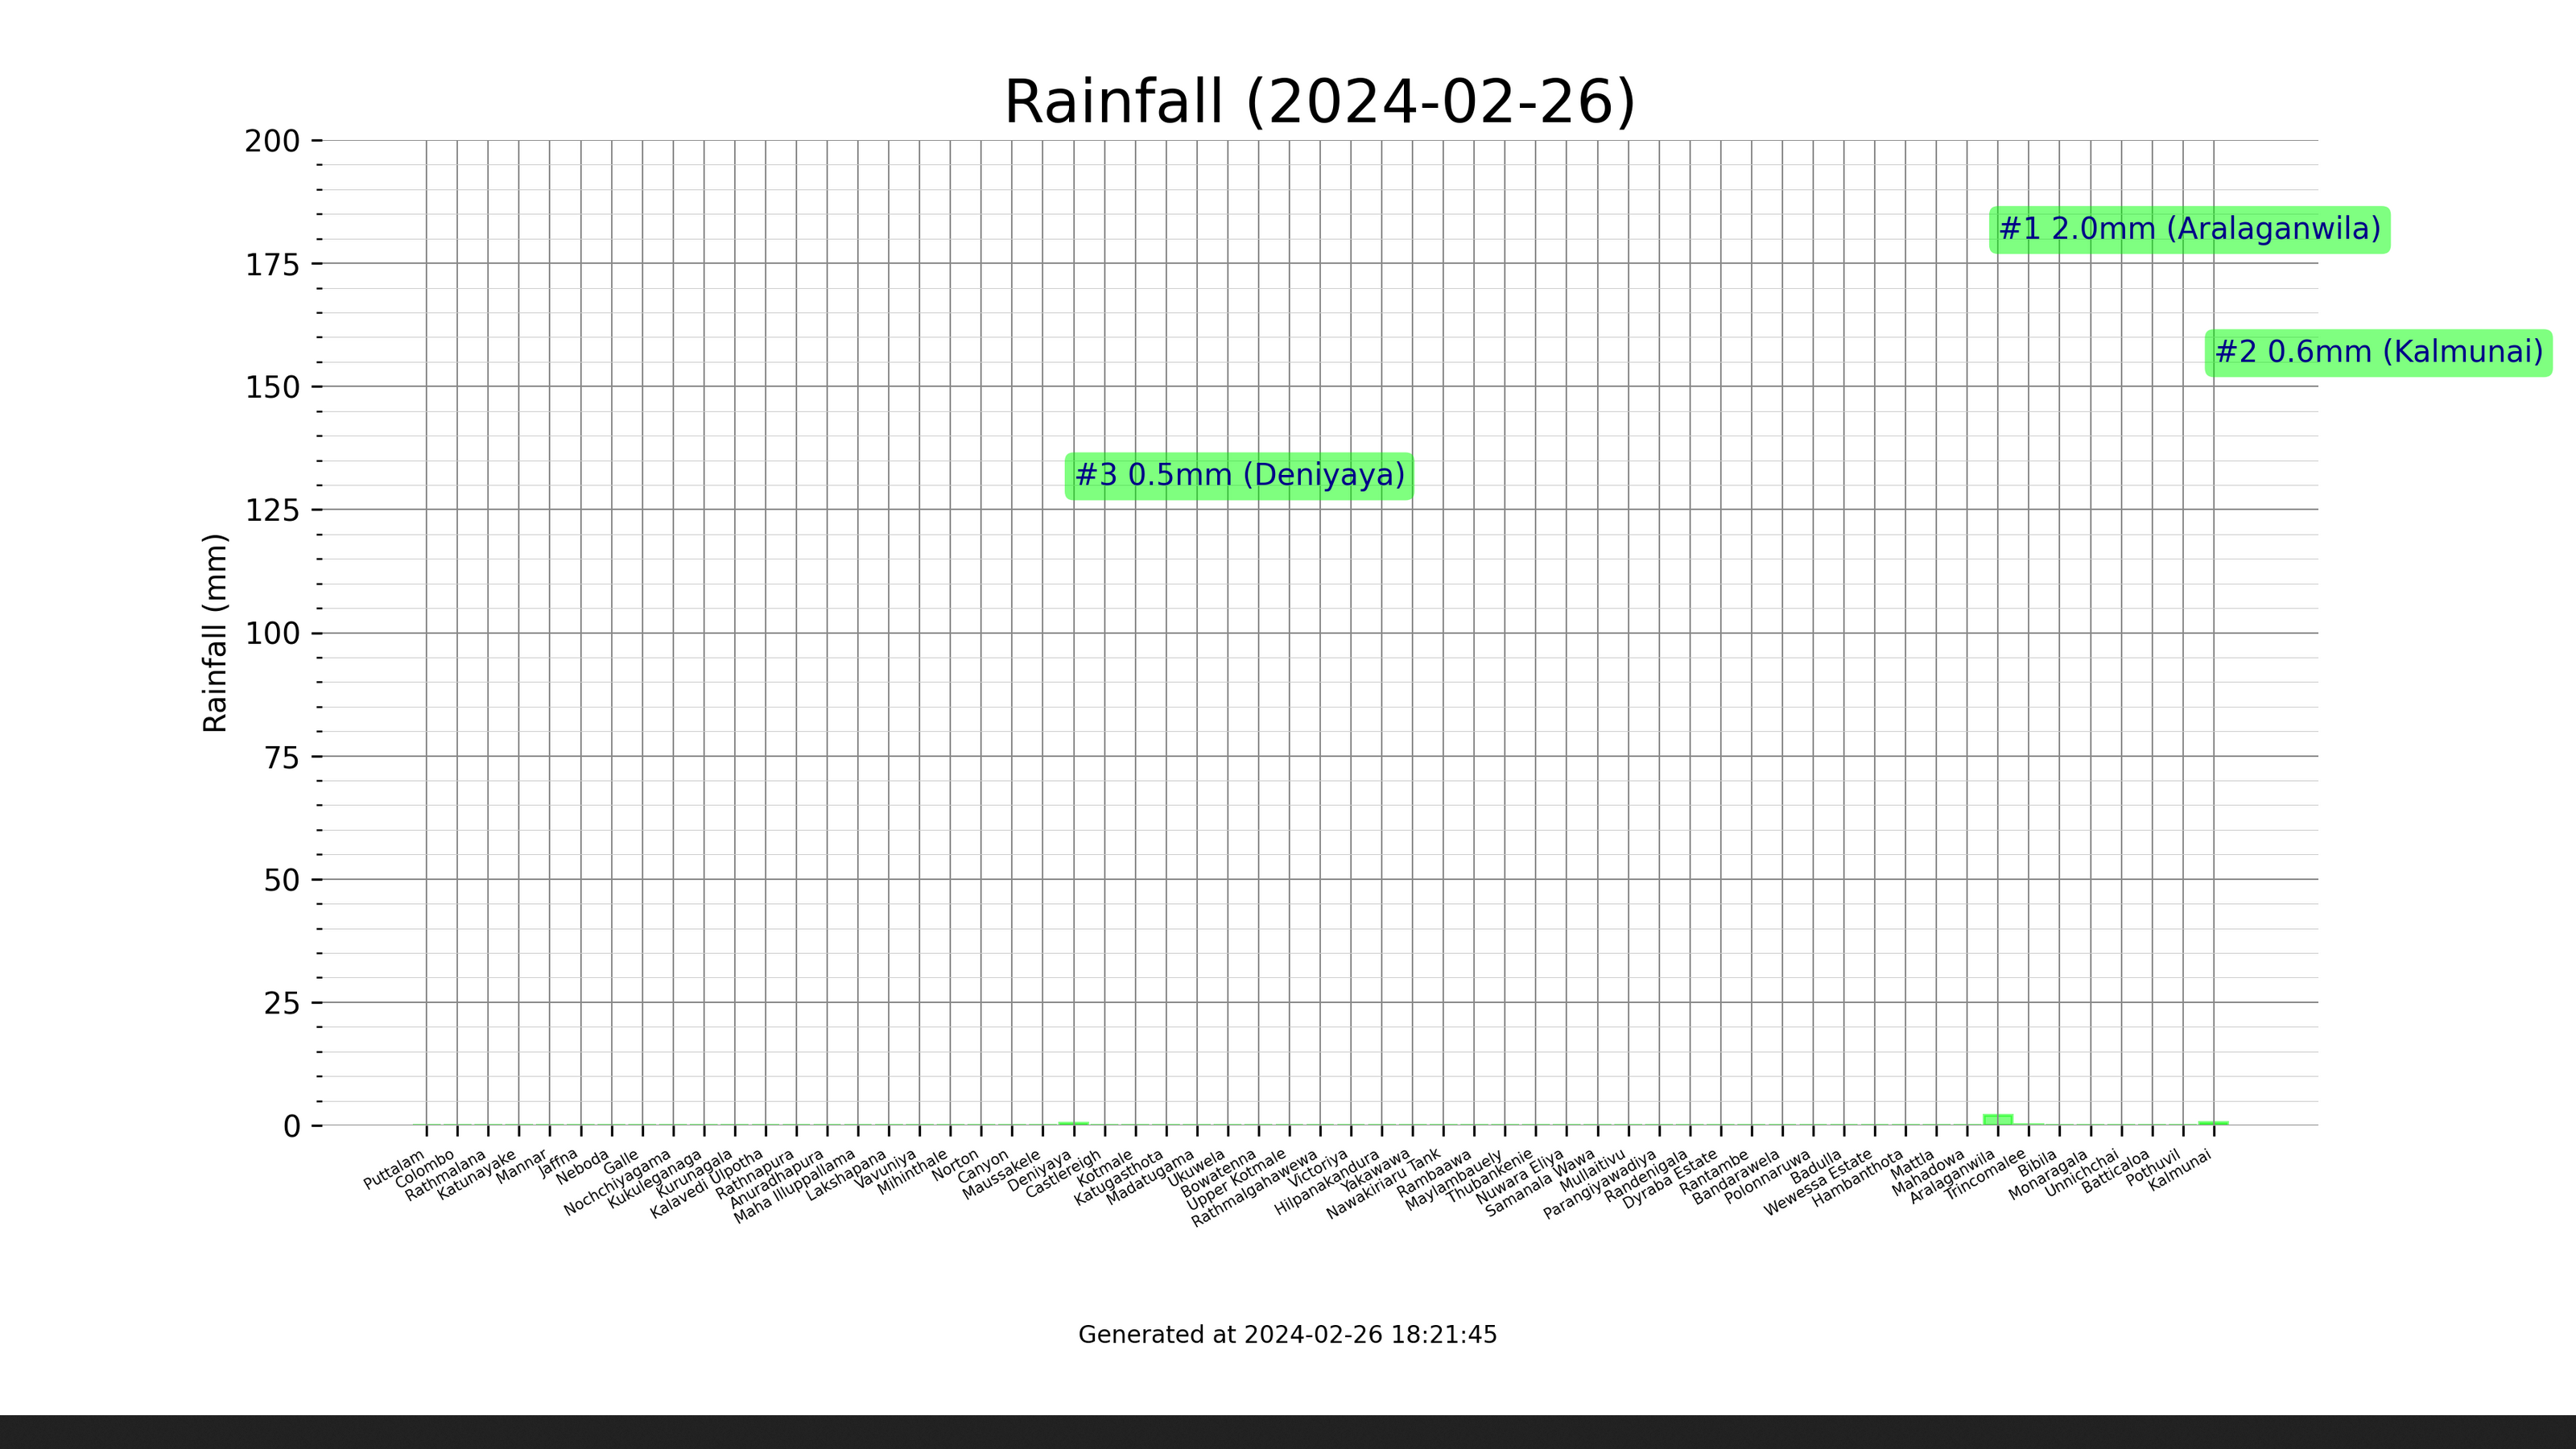 Rainfall (2024-02-26)
200
175
150
125
100
75
50
25
0
Rainfall (mm)
#1 2.0mm (Aralaganwila)
#2 0.6mm (Kalmunai)
#3 0.5mm (Deniyaya)
Puttalam
Colombo
Rathmalana
Katunayake
Mannar
Jaffna
Neboda
Galle
Nochchiyagama
Kukuleganaga
Kurunagala
Kalavedi Ulpotha
Rathnapura
Anuradhapura
Maha Illuppallama
Lakshapana
Vavuniya
Mihinthale
Norton
Canyon
Maussakele
Deniyaya
Castlereigh
Kotmale
Katugasthota
Madatugama
Ukuwela
Bowatenna
Upper Kotmale
Rathmalgahawewa
Victoriya
Hilpanakandura
Yakawawa
Nawakiriaru Tank
Rambaawa
Maylambauely
Thubankenie
Nuwara Eliya
Samanala Wawa
Mullaitivu
Parangiyawadiya
Randenigala
Dyraba Estate
Rantambe
Bandarawela
Polonnaruwa
Badulla
Wewessa Estate
Hambanthota
Mattla
Mahadowa
Aralaganwila
Trincomalee
Bibila
Monaragala
Unnichchai
Batticaloa
Pothuvil
Kalmunai
Generated at 2024-02-26 18:21:45